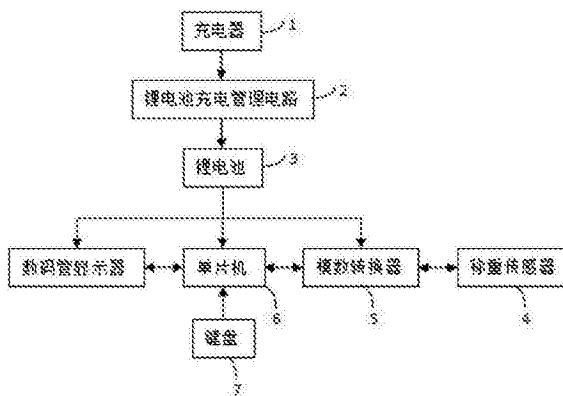 充电器 1
锂电池充电管理电路 2
锂电池 3
数码管显示器 单片机 模数转换器 称重传感器
6 5 4
键盘
7